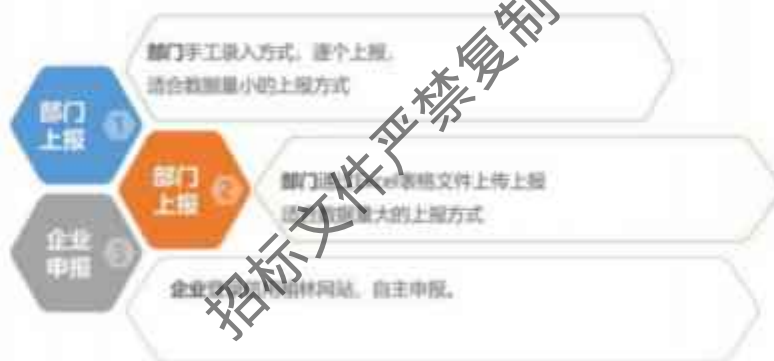 部门手工录入方式,逐个上报,
适合数据量小的上报方式
部门
上报
1
部门
上报
2
部门 表格文件上传上报
量大的上报方式
企业
申报
3
企业 网站,自主申报。
招标文件严禁复制